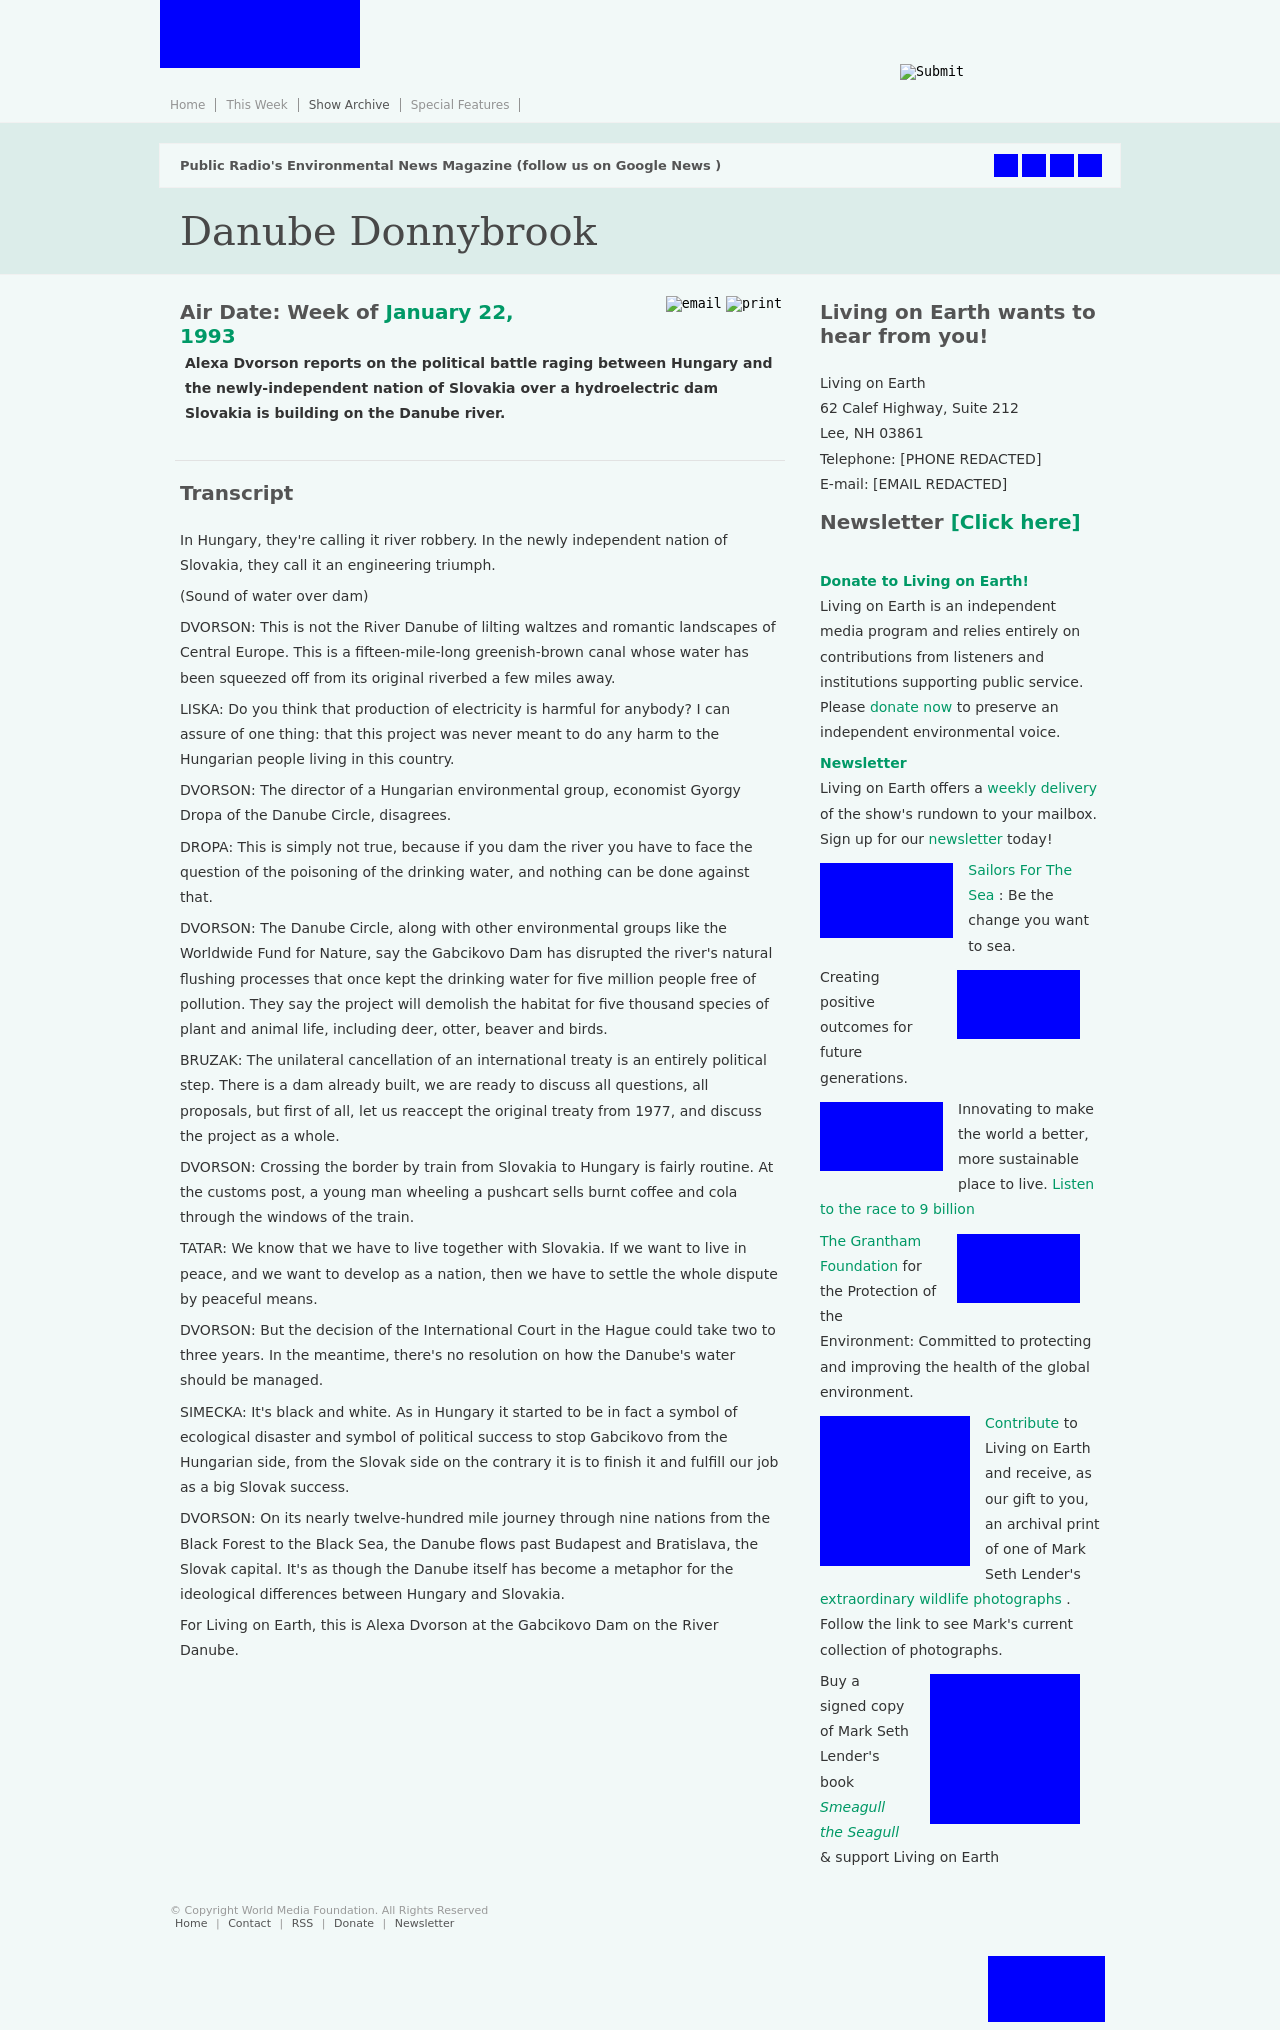 Submit
Home
This Week
Show Archive
Special Features
Public Radio's Environmental News Magazine (follow us on Google News )
Danube Donnybrook
Air Date: Week of January 22,
1993
email print
Alexa Dvorson reports on the political battle raging between Hungary and
the newly-independent nation of Slovakia over a hydroelectric dam
Slovakia is building on the Danube river.
Transcript
In Hungary, they're calling it river robbery. In the newly independent nation of
Slovakia, they call it an engineering triumph.
(Sound of water over dam)
DVORSON: This is not the River Danube of lilting waltzes and romantic landscapes of
Central Europe. This is a fifteen-mile-long greenish-brown canal whose water has
been squeezed off from its original riverbed a few miles away.
LISKA: Do you think that production of electricity is harmful for anybody? I can
assure of one thing: that this project was never meant to do any harm to the
Hungarian people living in this country.
DVORSON: The director of a Hungarian environmental group, economist Gyorgy
Dropa of the Danube Circle, disagrees.
DROPA: This is simply not true, because if you dam the river you have to face the
question of the poisoning of the drinking water, and nothing can be done against
that.
DVORSON: The Danube Circle, along with other environmental groups like the
Worldwide Fund for Nature, say the Gabcikovo Dam has disrupted the river's natural
flushing processes that once kept the drinking water for five million people free of
pollution. They say the project will demolish the habitat for five thousand species of
plant and animal life, including deer, otter, beaver and birds.
BRUZAK: The unilateral cancellation of an international treaty is an entirely political
step. There is a dam already built, we are ready to discuss all questions, all
proposals, but first of all, let us reaccept the original treaty from 1977, and discuss
the project as a whole.
DVORSON: Crossing the border by train from Slovakia to Hungary is fairly routine. At
the customs post, a young man wheeling a pushcart sells burnt coffee and cola
through the windows of the train.
TATAR: We know that we have to live together with Slovakia. If we want to live in
peace, and we want to develop as a nation, then we have to settle the whole dispute
by peaceful means.
DVORSON: But the decision of the International Court in the Hague could take two to
three years. In the meantime, there's no resolution on how the Danube's water
should be managed.
SIMECKA: It's black and white. As in Hungary it started to be in fact a symbol of
ecological disaster and symbol of political success to stop Gabcikovo from the
Hungarian side, from the Slovak side on the contrary it is to finish it and fulfill our job
as a big Slovak success.
DVORSON: On its nearly twelve-hundred mile journey through nine nations from the
Black Forest to the Black Sea, the Danube flows past Budapest and Bratislava, the
Slovak capital. It's as though the Danube itself has become a metaphor for the
ideological differences between Hungary and Slovakia.
For Living on Earth, this is Alexa Dvorson at the Gabcikovo Dam on the River
Danube.
Living on Earth wants to
hear from you!
Living on Earth
62 Calef Highway, Suite 212
Lee, NH 03861
Telephone: [PHONE REDACTED]
E-mail: [EMAIL REDACTED]
Newsletter [Click here]
Donate to Living on Earth!
Living on Earth is an independent
media program and relies entirely on
contributions from listeners and
institutions supporting public service.
Please donate now to preserve an
independent environmental voice.
Newsletter
Living on Earth offers a weekly delivery
of the show's rundown to your mailbox.
Sign up for our newsletter today!
Sailors For The
Sea : Be the
change you want
to sea.
Creating
positive
outcomes for
future
generations.
Innovating to make
the world a better,
more sustainable
place to live. Listen
to the race to 9 billion
The Grantham
Foundation for
the Protection of
the
Environment: Committed to protecting
and improving the health of the global
environment.
Contribute to
Living on Earth
and receive, as
our gift to you,
an archival print
of one of Mark
Seth Lender's
extraordinary wildlife photographs .
Follow the link to see Mark's current
collection of photographs.
Buy a
signed copy
of Mark Seth
Lender's
book
Smeagull
the Seagull
& support Living on Earth
© Copyright World Media Foundation. All Rights Reserved
Home | Contact | RSS | Donate | Newsletter